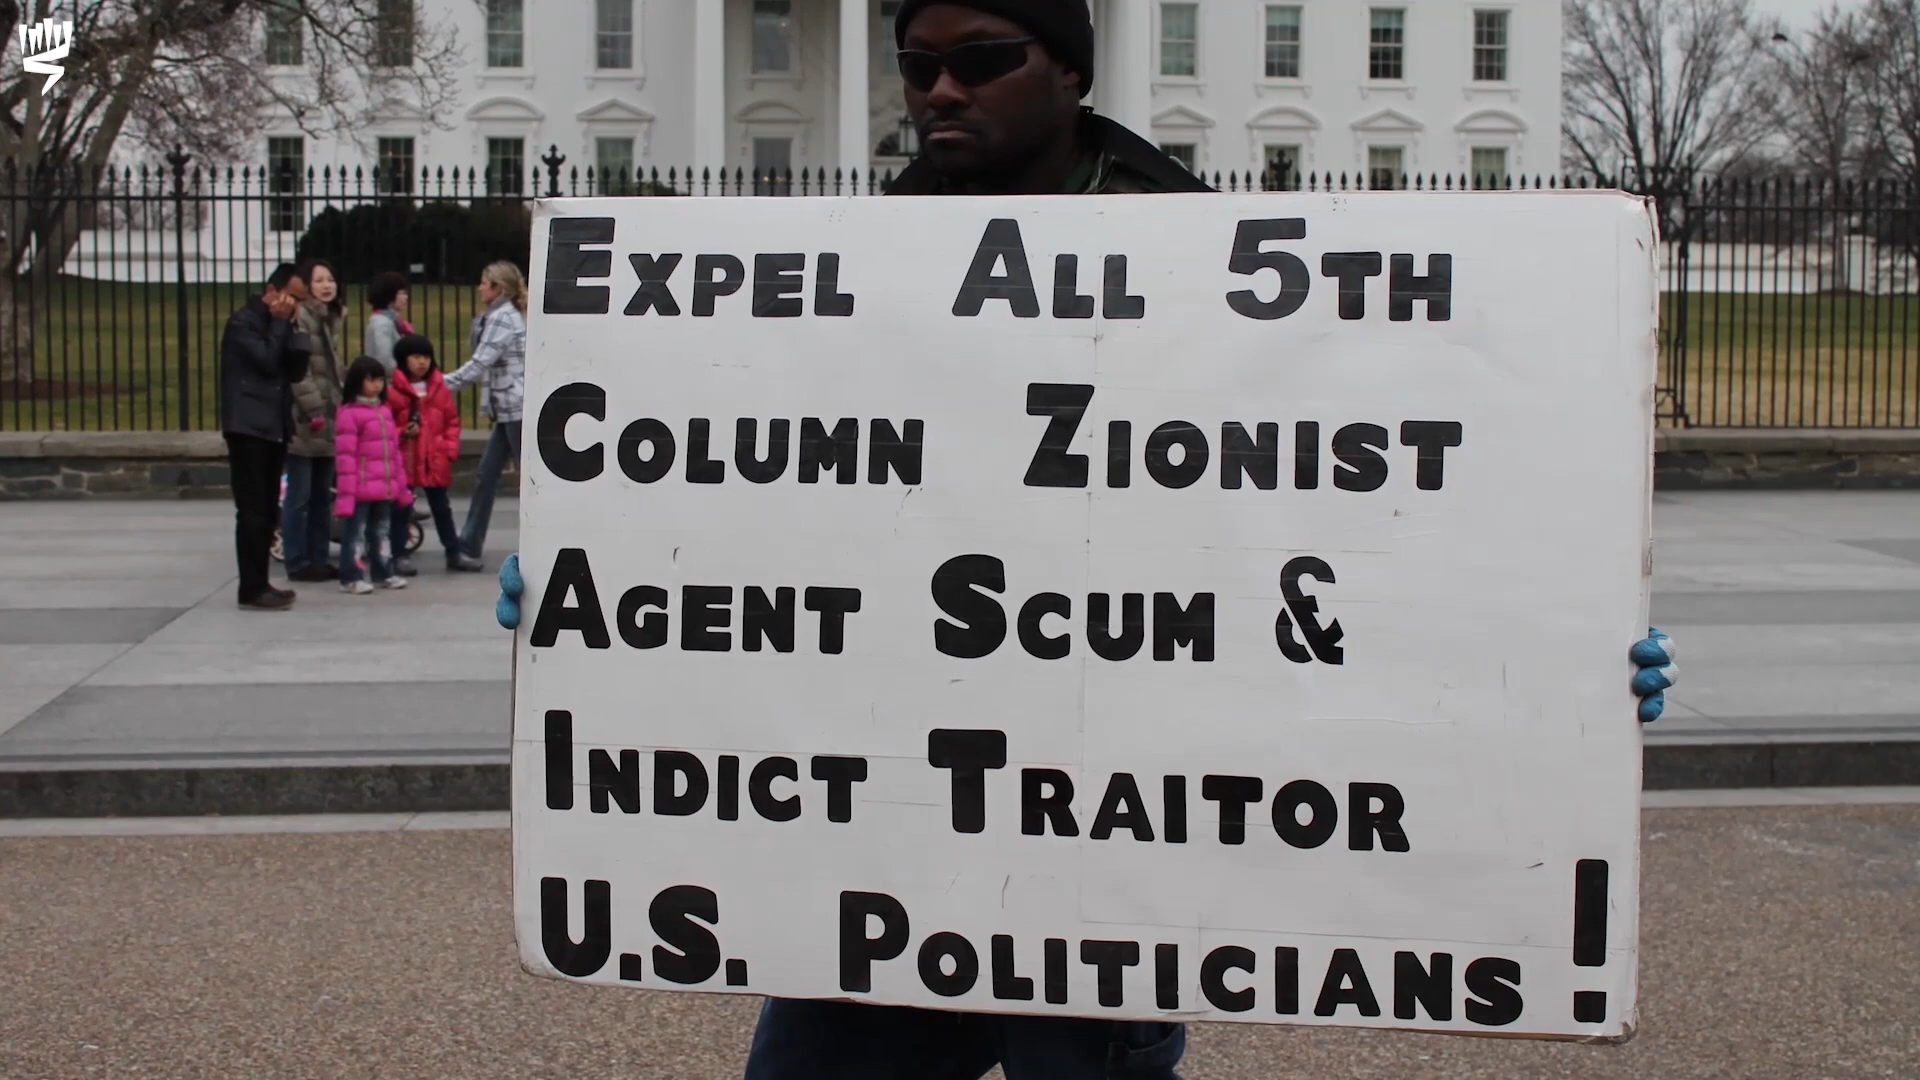 EXPEL ALL 5TH
COLUMN ZIONIST
AGENT SCUM &
INDICT TRAITOR
U.S. POLITICIANS!